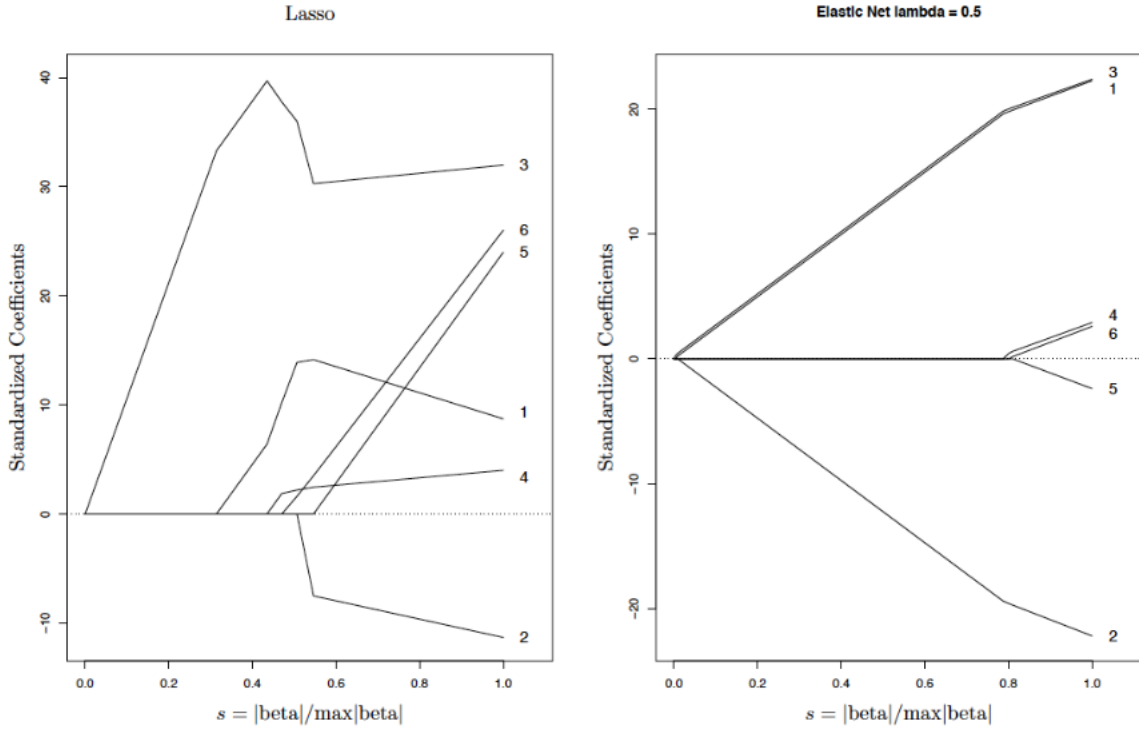 Lasso
Standardized Coefficients
40
30
20
10
0
−10
3
6
5
1
4
2
0.0 0.2 0.4 0.6 0.8 1.0
s = |beta|/max|beta|
Elastic Net lambda = 0.5
Standardized Coefficients
20
10
0
−10
−20
3
1
4
6
5
2
0.0 0.2 0.4 0.6 0.8 1.0
s = |beta|/max|beta|